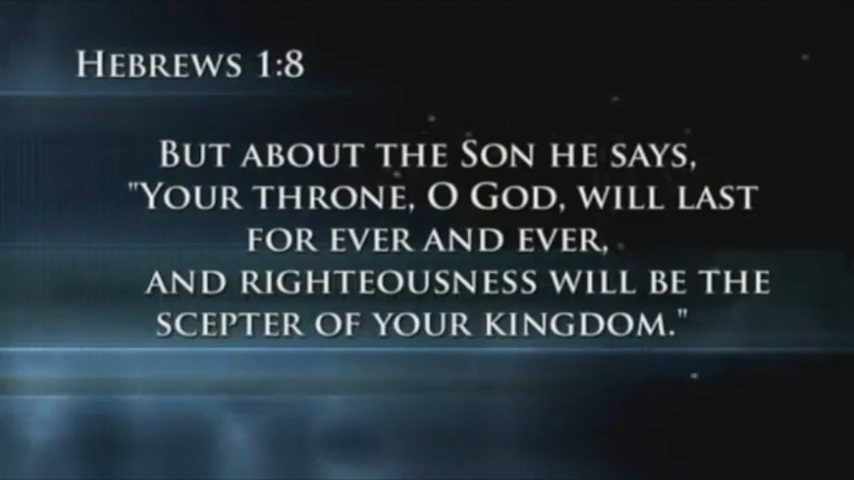 Hebrews 1:8
But about the Son he says,
"Your throne, O God, will last
for ever and ever,
and righteousness will be the
scepter of your kingdom."